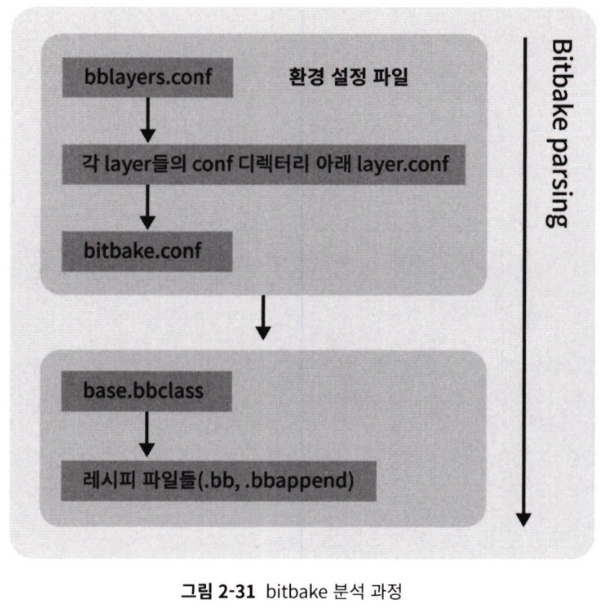 bblayers.conf
환경 설정 파일
각 layer들의 conf 디렉터리 아래 layer.conf
bitbake.conf
base.bbclass
레시피 파일들(.bb, .bbappend)
Bitbake parsing
그림 2-31 bitbake 분석 과정